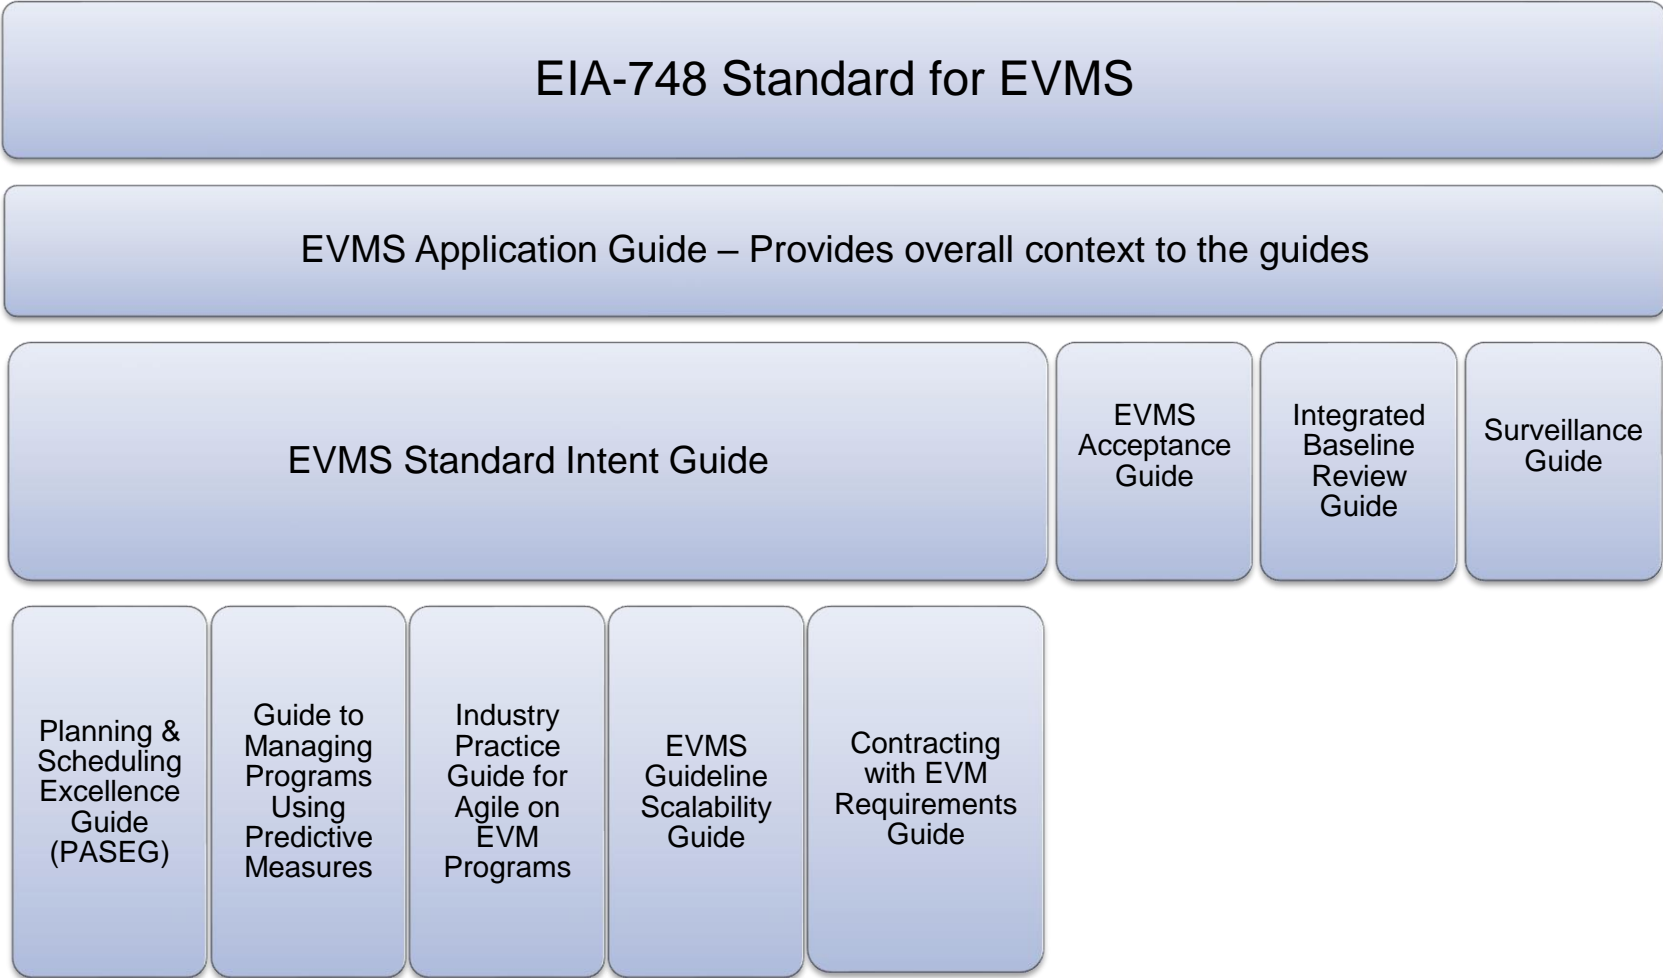 EIA-748 Standard for EVMS
EVMS Application Guide – Provides overall context to the guides
EVMS Standard Intent Guide
EVMS
Acceptance
Guide
Integrated
Baseline
Review
Guide
Surveillance
Guide
Planning &
Scheduling
Excellence
Guide
(PASEG)
Guide to
Managing
Programs
Using
Predictive
Measures
Industry
Practice
Guide for
Agile on
EVM
Programs
EVMS
Guideline
Scalability
Guide
Contracting
with EVM
Requirements
Guide